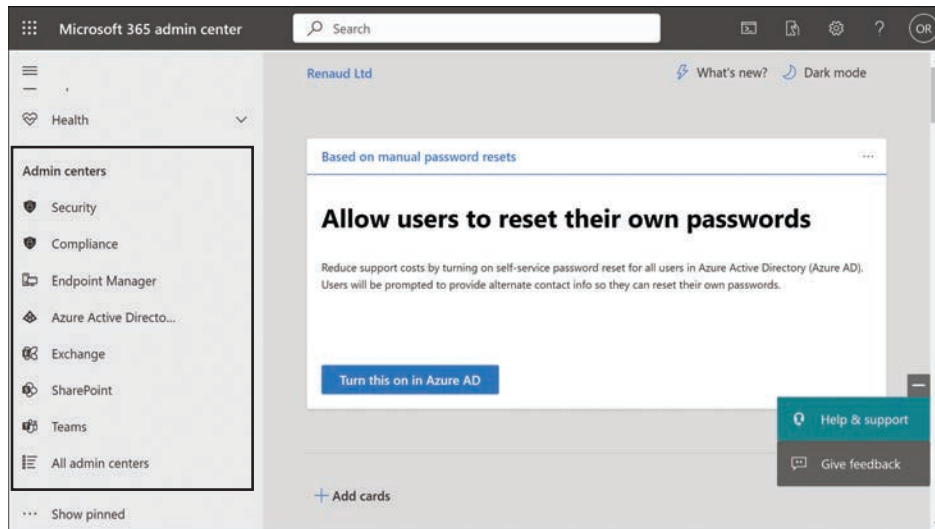 Microsoft 365 admin center
Search
OR
Renaud Ltd
What's new?
Dark mode
Health
Admin centers
Security
Compliance
Endpoint Manager
Azure Active Directo...
Exchange
SharePoint
Teams
All admin centers
Show pinned
Based on manual password resets
Allow users to reset their own passwords
Reduce support costs by turning on self-service password reset for all users in Azure Active Directory (Azure AD).
Users will be prompted to provide alternate contact info so they can reset their own passwords.
Turn this on in Azure AD
Help & support
Give feedback
Add cards